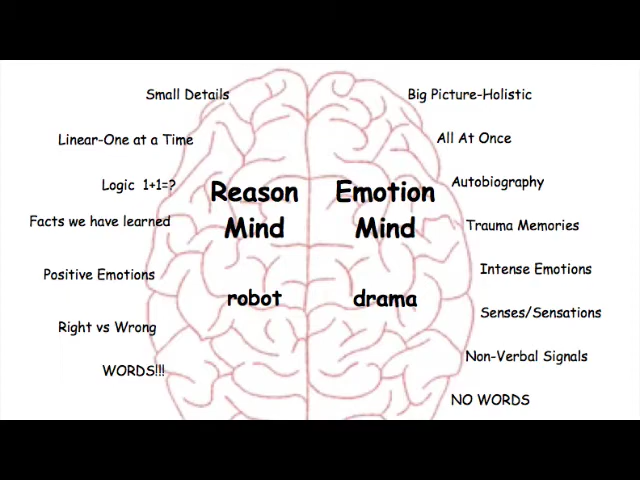 Small Details
Big Picture-Holistic
Linear-One at a Time
All At Once
Logic 1+1=?
Autobiography
Reason
Mind
Emotion
Mind
Facts we have learned
Trauma Memories
Positive Emotions
Intense Emotions
robot
drama
Right vs Wrong
Senses/Sensations
WORDS!!!
Non-Verbal Signals
NO WORDS